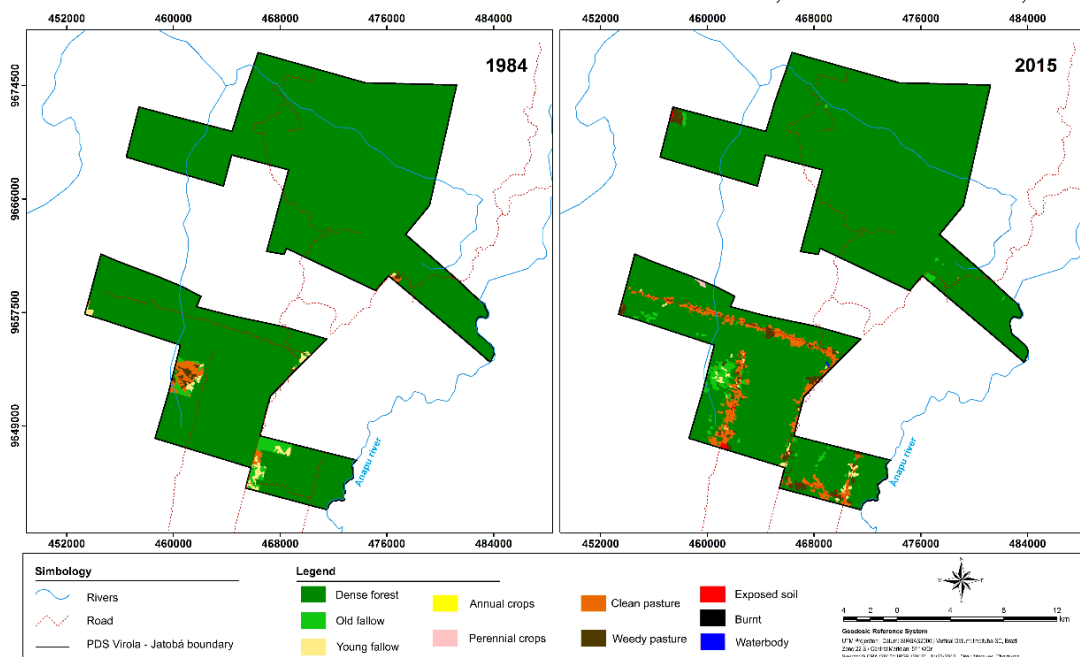 452000 460000 468000 476000 484000
452000 460000 468000 476000 484000
1984
2015
9674500
9666000
9657500
9649000
Anapu river
Anapu river
452000 460000 468000 476000 484000
452000 460000 468000 476000 484000
Simbology
Rivers
Road
PDS Virola - Jatobá boundary
Legend
Dense forest
Old fallow
Young fallow
Annual crops
Perennial crops
Clean pasture
Weedy pasture
Exposed soil
Burnt
Waterbody
4 2 0 4 8 12
km
Geodesic Reference System